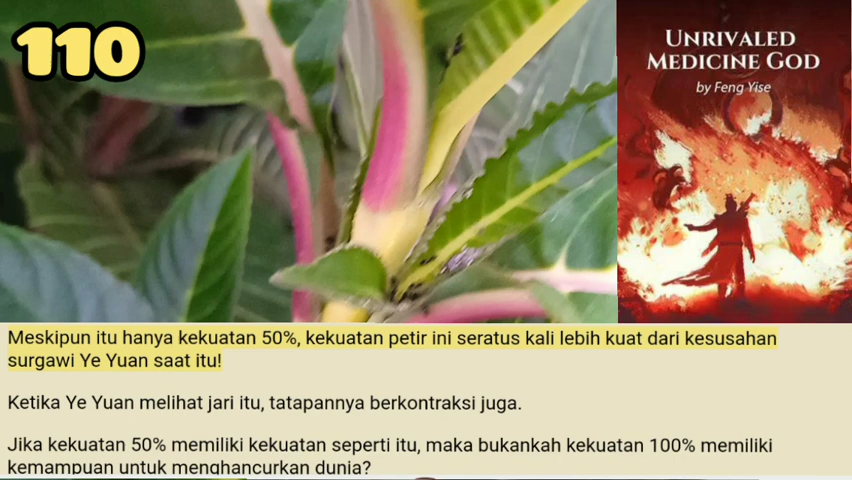 110
UNRIVALED
MEDICINE GOD
by Feng Yise
Meskipun itu hanya kekuatan 50%, kekuatan petir ini seratus kali lebih kuat dari kesusahan
surgawi Ye Yuan saat itu!
Ketika Ye Yuan melihat jari itu, tatapannya berkontraksi juga.
Jika kekuatan 50% memiliki kekuatan seperti itu, maka bukankah kekuatan 100% memiliki
kemampuan untuk menghancurkan dunia?